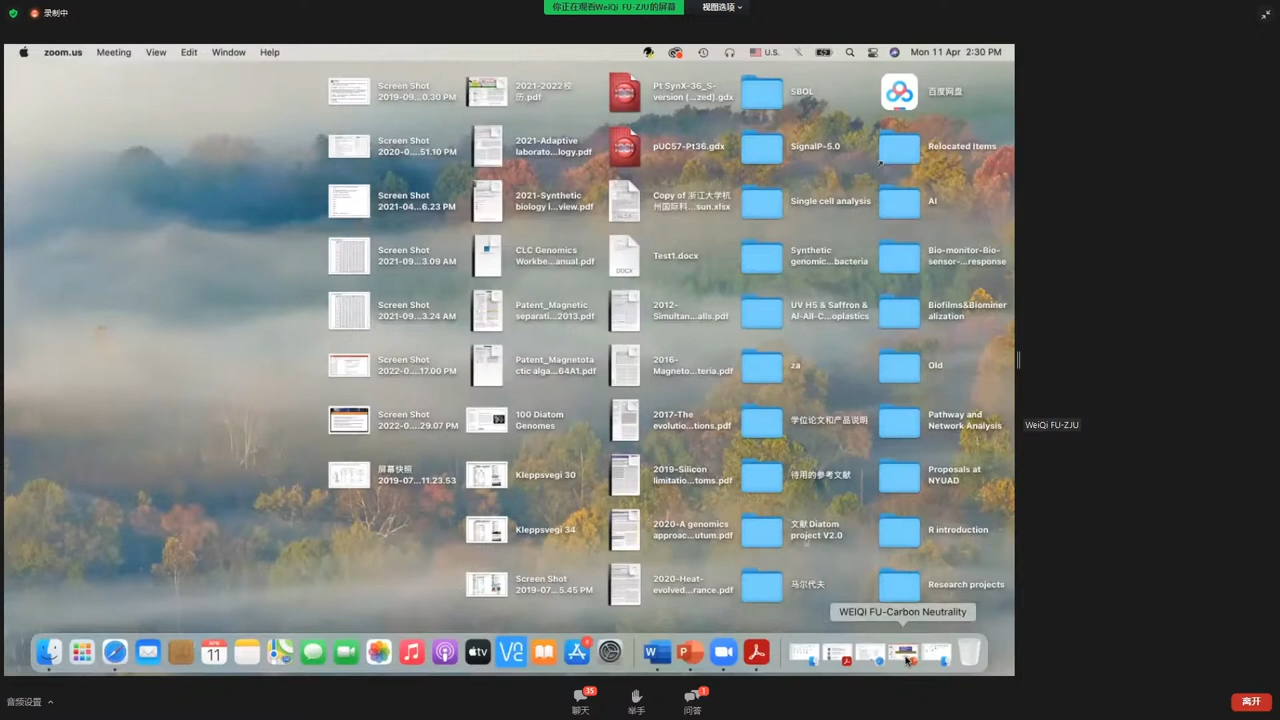 录制中
你正在观看WeiQi FU-ZJU的屏幕
视图选项
zoom.us Meeting View Edit Window Help
U.S.
Mon 11 Apr 2:30 PM
Screen Shot
2019-09...0.30 PM
2021-2022校
历.pdf
Pt SynX-36_S-
version (...zed).gdx
SBOL
百度网盘
Screen Shot
2020-0...51.10 PM
2021-Adaptive
laborato...logy.pdf
pUC57-Pt36.gdx
SignalP-5.0
Relocated Items
Screen Shot
2021-04...6.23 PM
2021-Synthetic
biology i...view.pdf
Copy of 浙江大学杭
州国际科...sun.xlsx
Single cell analysis
AI
Screen Shot
2021-09...3.09 AM
CLC Genomics
Workbe...anual.pdf
DOCX
Test1.docx
Synthetic
genomic...bacteria
Bio-monitor-Bio-
sensor-...response
Screen Shot
2021-09...3.24 AM
Patent_Magnetic
separati...2013.pdf
2012-
Simultan...alls.pdf
UV H5 & Saffron &
AI-All-C...oplastics
Biofilms&Biominer
alization
Screen Shot
2022-0...17.00 PM
Patent_Magnetota
ctic alga...64A1.pdf
2016-
Magneto...teria.pdf
za
Old
Screen Shot
2022-0...29.07 PM
100 Diatom
Genomes
2017-The
evolutio...tions.pdf
学位论文和产品说明
Pathway and
Network Analysis
屏幕快照
2019-07...11.23.53
Kleppsvegi 30
2019-Silicon
limitatio...toms.pdf
待用的参考文献
Proposals at
NYUAD
Kleppsvegi 34
2020-A genomics
approac...utum.pdf
文献 Diatom
project V2.0
R introduction
Screen Shot
2019-07...5.45 PM
2020-Heat-
evolved...rance.pdf
马尔代夫
Research projects
WEIQI FU-Carbon Neutrality
WeiQi FU-ZJU
APR
11
tv
音频设置
35
聊天
举手
1
问答
离开